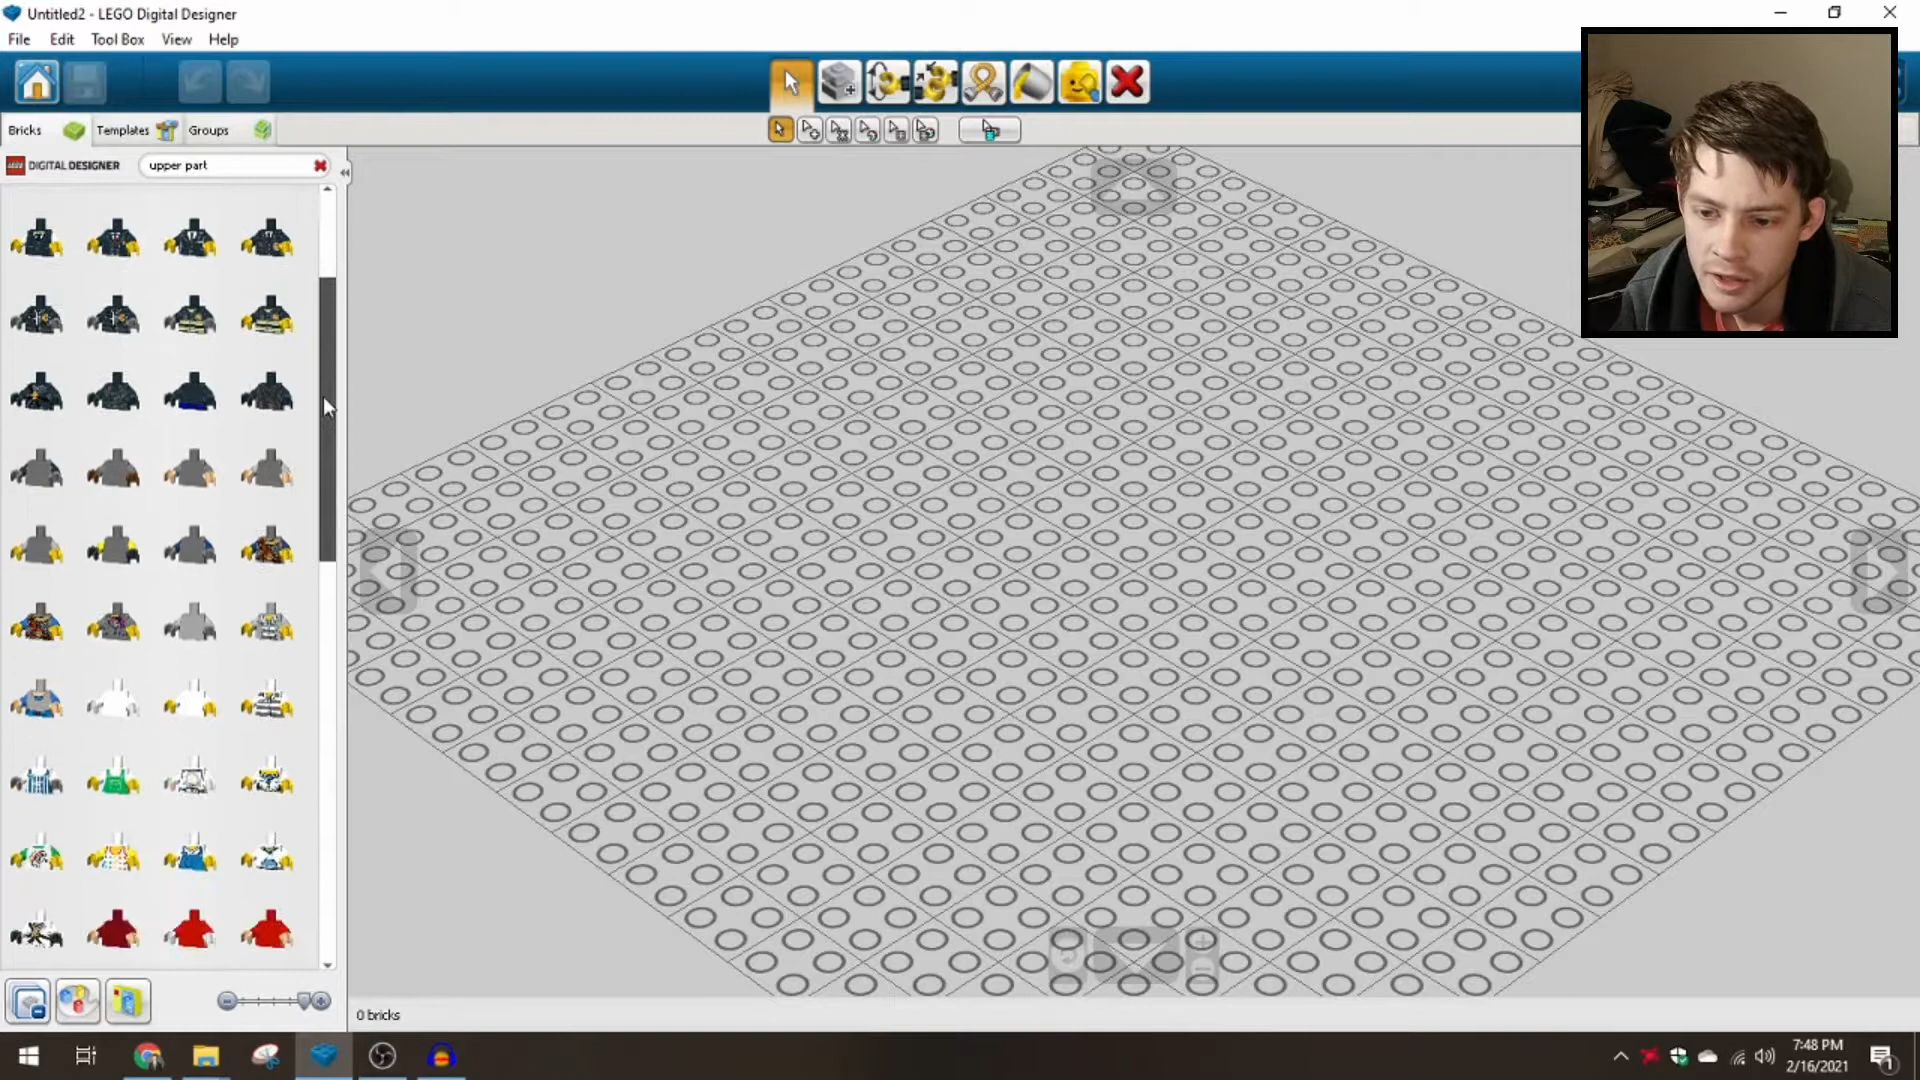 Untitled2 - LEGO Digital Designer
File Edit Tool Box View Help
Bricks Templates Groups
DIGITAL DESIGNER upper part
0 bricks
7:48 PM
2/16/2021
1